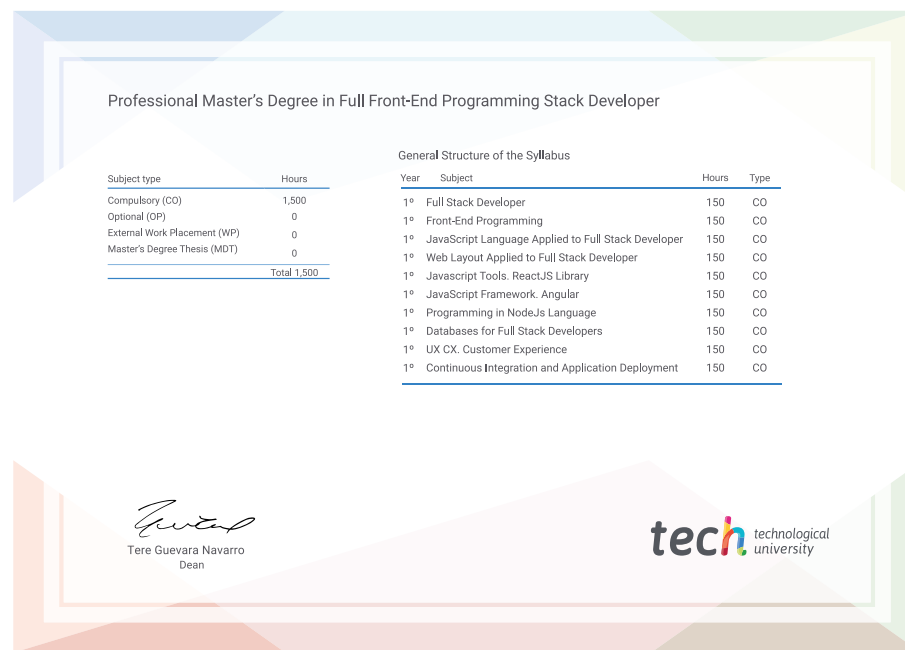 Professional Master's Degree in Full Front-End Programming Stack Developer
General Structure of the Syllabus
Subject type Hours
Compulsory (CO) 1,500
Optional (OP) 0
External Work Placement (WP) 0
Master's Degree Thesis (MDT) 0
Total 1,500
Year Subject Hours Type
1º Full Stack Developer 150 CO
1º Front-End Programming 150 CO
1º JavaScript Language Applied to Full Stack Developer 150 CO
1º Web Layout Applied to Full Stack Developer 150 CO
1º Javascript Tools. ReactJS Library 150 CO
1º JavaScript Framework. Angular 150 CO
1º Programming in NodeJs Language 150 CO
1º Databases for Full Stack Developers 150 CO
1º UX CX. Customer Experience 150 CO
1º Continuous Integration and Application Deployment 150 CO
Tere Guevara Navarro
Dean
tech technological
university